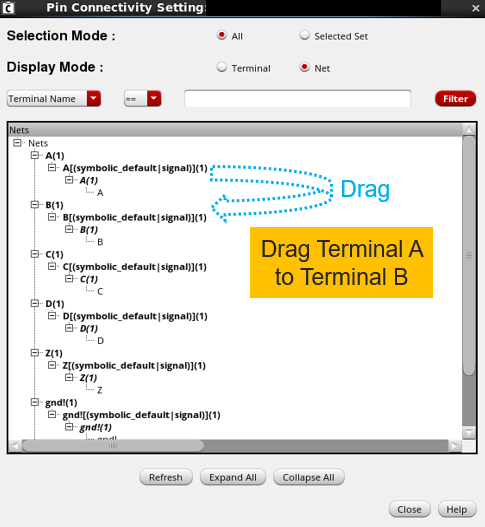 Pin Connectivity Setting:
Selection Mode :
All
Selected Set
Display Mode :
Terminal
Net
Terminal Name
==
Filter
Nets
Nets
A(1)
A[(symbolic_default|signal)](1)
A(1)
A
Drag
B(1)
B[(symbolic_default|signal)](1)
B(1)
B
Drag Terminal A
to Terminal B
C(1)
C[(symbolic_default|signal)](1)
C(1)
C
D(1)
D[(symbolic_default|signal)](1)
D(1)
D
Z(1)
Z[(symbolic_default|signal)](1)
Z(1)
Z
gnd!(1)
gnd![(symbolic_default|signal)](1)
gnd!(1)
gnd!
Refresh
Expand All
Collapse All
Close
Help